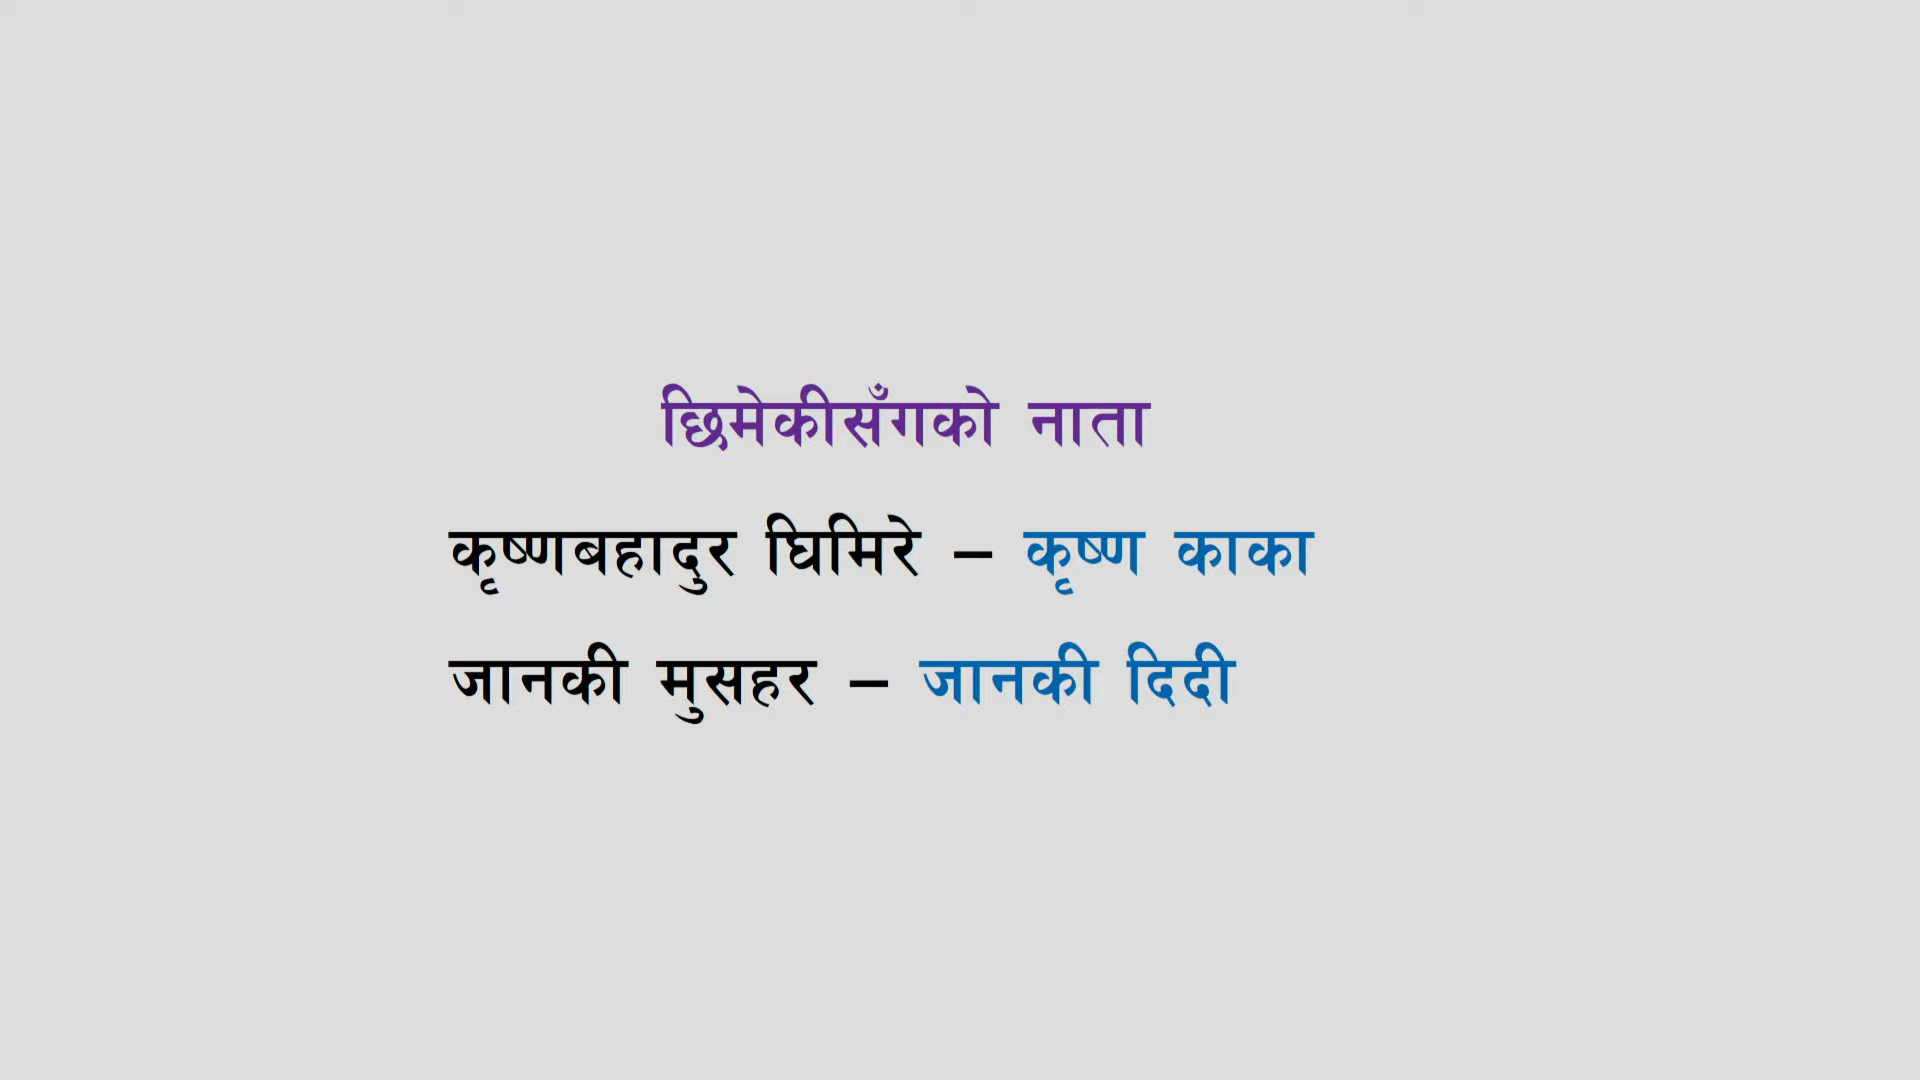 छिमेकीसँगको नाता
कृष्णबहादुर घिमिरे – कृष्ण काका
जानकी मुसहर – जानकी दिदी